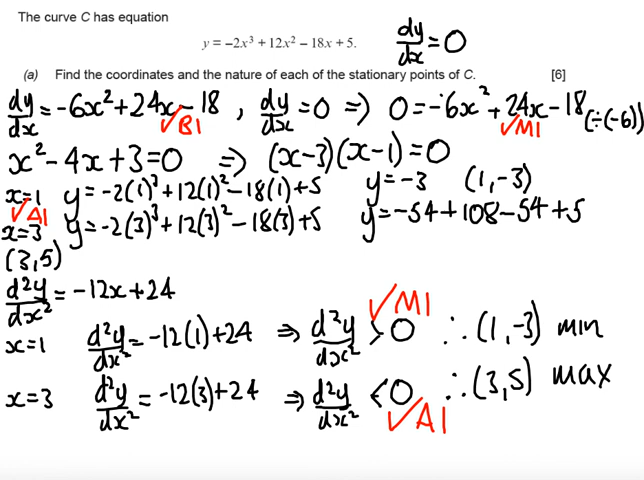 The curve C has equation
y = −2x³ + 12x² − 18x + 5.
dy/dx = 0
(a) Find the coordinates and the nature of each of the stationary points of C. [6]
dy/dx = -6x² + 24x - 18 , dy/dx = 0 ⇒ 0 = -6x² + 24x - 18 (÷(-6))
✓B1 ✓M1
x² - 4x + 3 = 0 ⇒ (x-3)(x-1) = 0
x=1 y = -2(1)³ + 12(1)² - 18(1) + 5 y = -3 (1,-3)
✓A1
x=3 y = -2(3)³ + 12(3)² - 18(3) + 5 y = -54 + 108 - 54 + 5
(3,5)
d²y/dx² = -12x + 24
✓M1
x=1 d²y/dx² = -12(1) + 24 ⇒ d²y/dx² > 0 ∴ (1,-3) min
x=3 d²y/dx² = -12(3) + 24 ⇒ d²y/dx² < 0 ∴ (3,5) max
✓A1